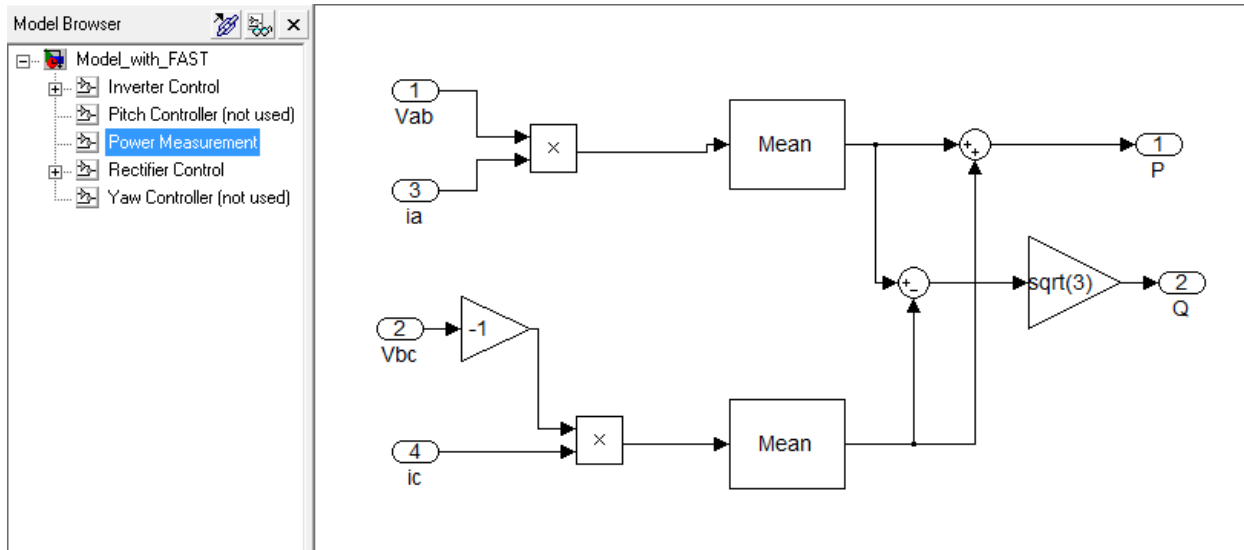 Model Browser
Model_with_FAST
Inverter Control
Pitch Controller (not used)
Power Measurement
Rectifier Control
Yaw Controller (not used)
1
Vab
3
ia
×
Mean
+
+
1
P
2
Vbc
-1
+
−
sqrt(3)
2
Q
4
ic
×
Mean